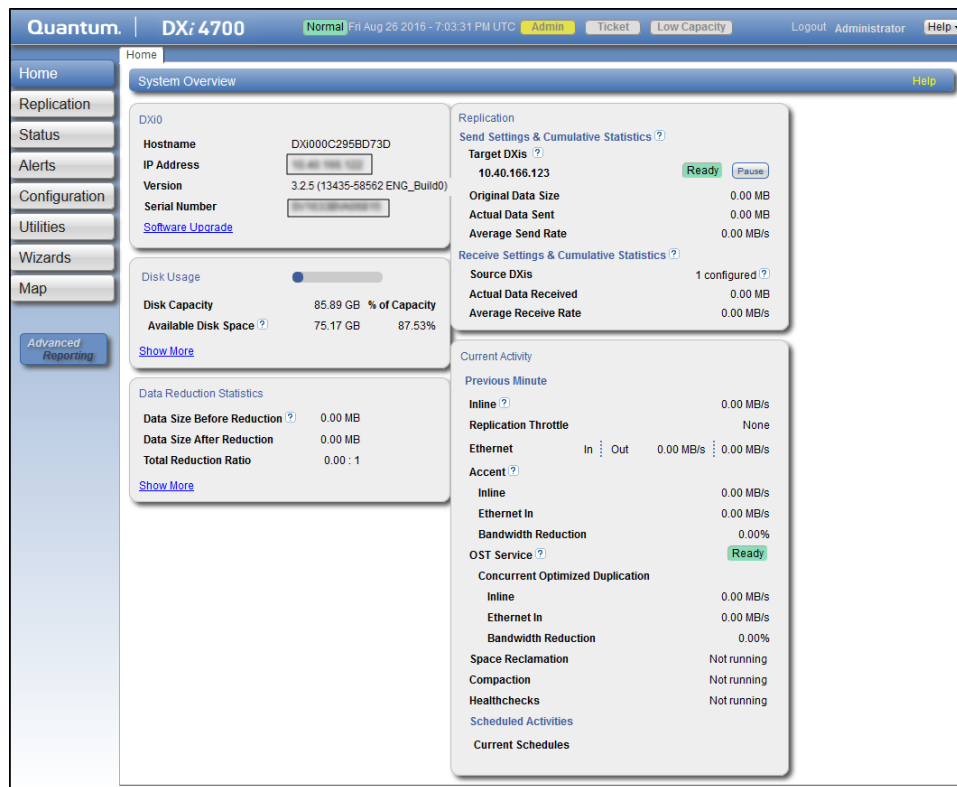 Quantum. DXi 4700 Normal Fri Aug 26 2016 - 7:03:31 PM UTC Admin Ticket Low Capacity Logout Administrator Help
Home
System Overview Help
Home
Replication
Status
Alerts
Configuration
Utilities
Wizards
Map
Advanced
Reporting
DXi0
Hostname DXi000C295BD73D
IP Address
Version 3.2.5 (13435-58562 ENG_Build0)
Serial Number
Software Upgrade
Disk Usage
Disk Capacity 85.89 GB % of Capacity
Available Disk Space ? 75.17 GB 87.53%
Show More
Data Reduction Statistics
Data Size Before Reduction ? 0.00 MB
Data Size After Reduction 0.00 MB
Total Reduction Ratio 0.00 : 1
Show More
Replication
Send Settings & Cumulative Statistics ?
Target DXis ?
10.40.166.123 Ready Pause
Original Data Size 0.00 MB
Actual Data Sent 0.00 MB
Average Send Rate 0.00 MB/s
Receive Settings & Cumulative Statistics ?
Source DXis 1 configured ?
Actual Data Received 0.00 MB
Average Receive Rate 0.00 MB/s
Current Activity
Previous Minute
Inline ? 0.00 MB/s
Replication Throttle None
Ethernet In Out 0.00 MB/s 0.00 MB/s
Accent ?
Inline 0.00 MB/s
Ethernet In 0.00 MB/s
Bandwidth Reduction 0.00%
OST Service ? Ready
Concurrent Optimized Duplication
Inline 0.00 MB/s
Ethernet In 0.00 MB/s
Bandwidth Reduction 0.00%
Space Reclamation Not running
Compaction Not running
Healthchecks Not running
Scheduled Activities
Current Schedules